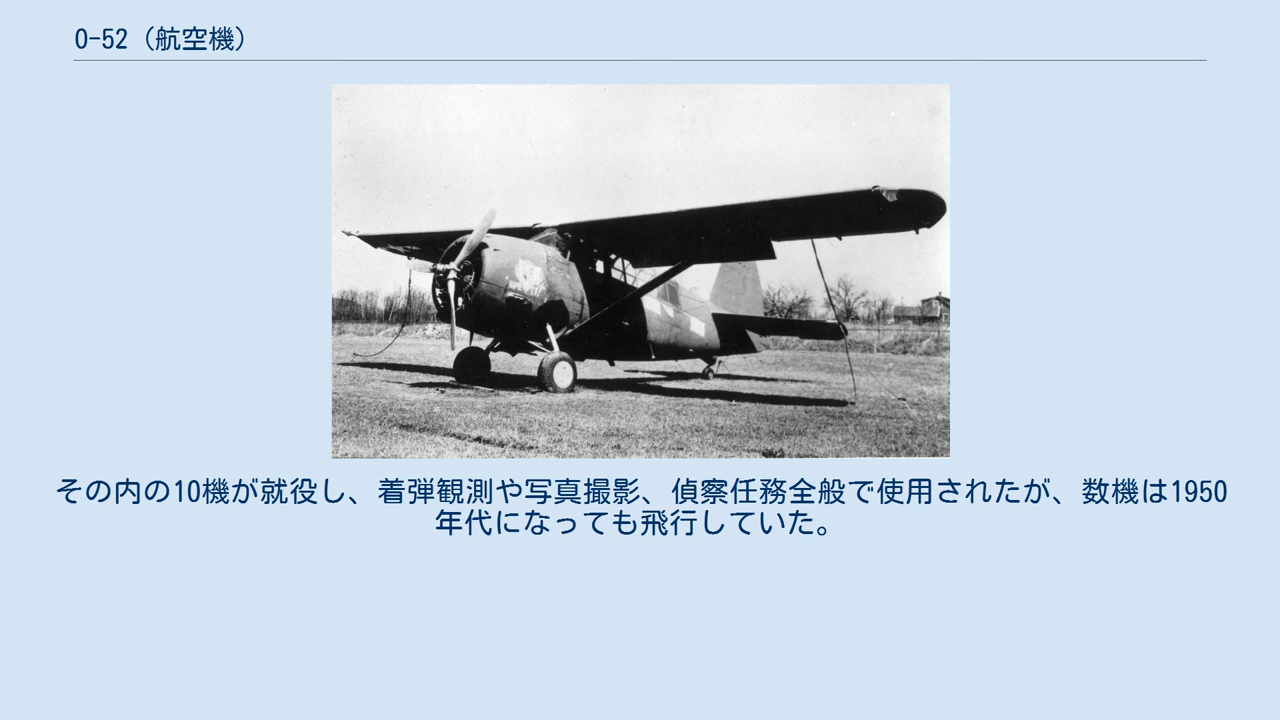 O-52（航空機）
その内の10機が就役し、着弾観測や写真撮影、偵察任務全般で使用されたが、数機は1950
年代になっても飛行していた。